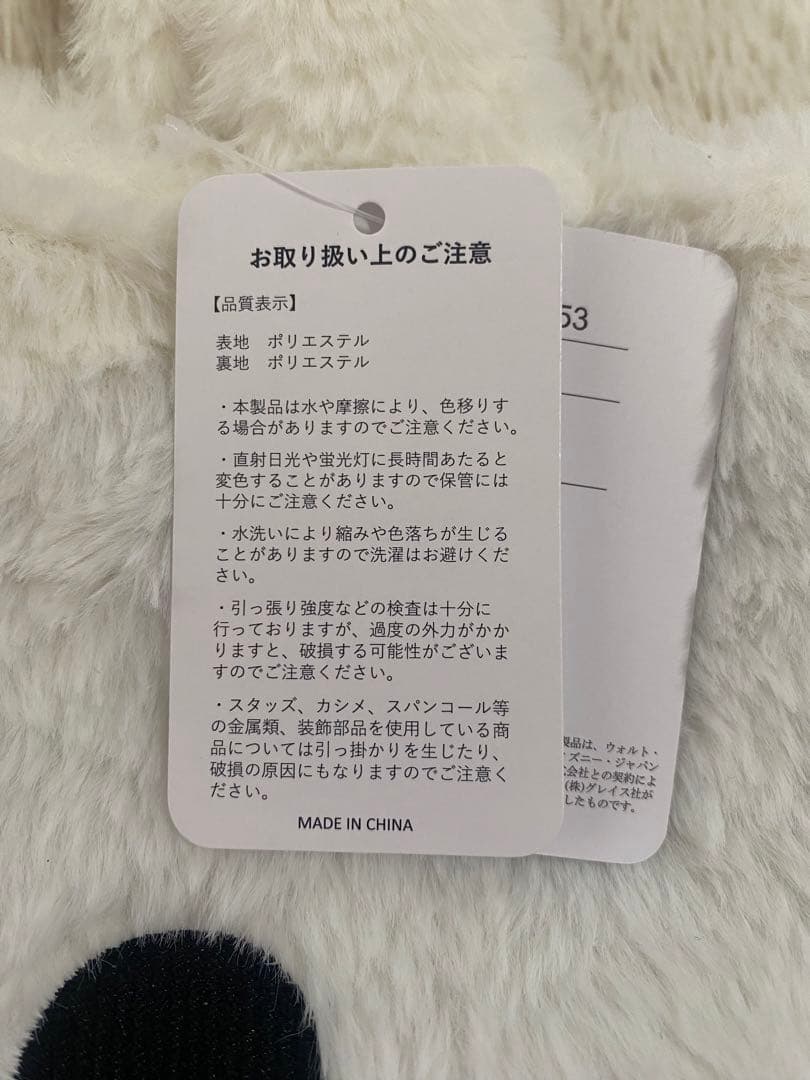 お取り扱い上のご注意
【品質表示】
表地　ポリエステル
裏地　ポリエステル
・本製品は水や摩擦により、色移りす
る場合がありますのでご注意ください。
・直射日光や蛍光灯に長時間あたると
変色することがありますので保管には
十分にご注意ください。
・水洗いにより縮みや色落ちが生じる
ことがありますので洗濯はお避けくだ
さい。
・引っ張り強度などの検査は十分に
行っておりますが、過度の外力がかか
りますと、破損する可能性がございま
すのでご注意ください。
・スタッズ、カシメ、スパンコール等
の金属類、装飾部品を使用している商
品については引っ掛かりを生じたり、
破損の原因にもなりますのでご注意く
ださい。
MADE IN CHINA
53
製品は、ウォルト・
ィズニー・ジャパン
式会社との契約によ
(株)グレイス社が
したものです。